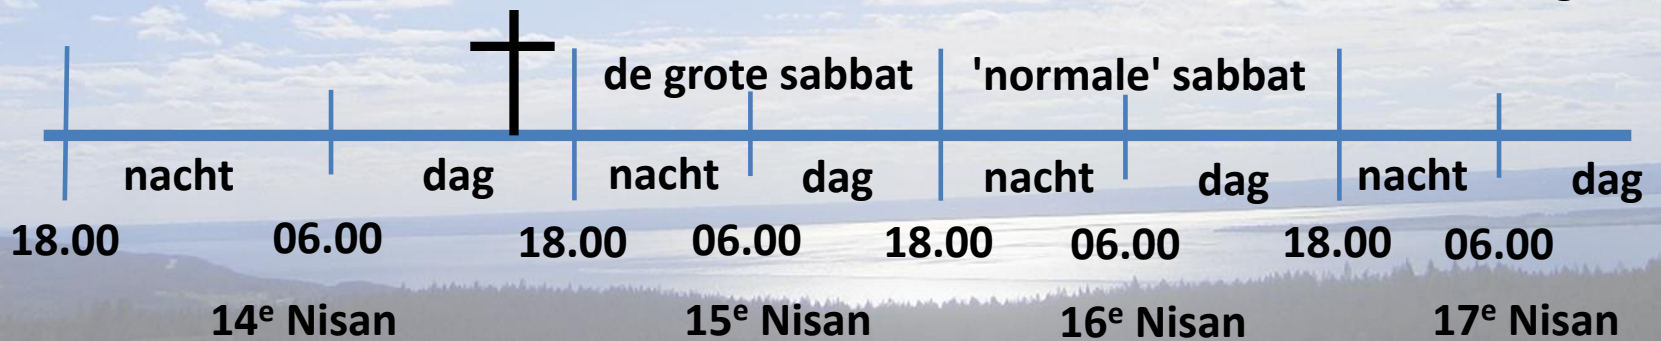 de grote sabbat 'normale' sabbat
nacht dag nacht dag nacht dag nacht dag
18.00 06.00 18.00 06.00 18.00 06.00 18.00 06.00
14e Nisan 15e Nisan 16e Nisan 17e Nisan